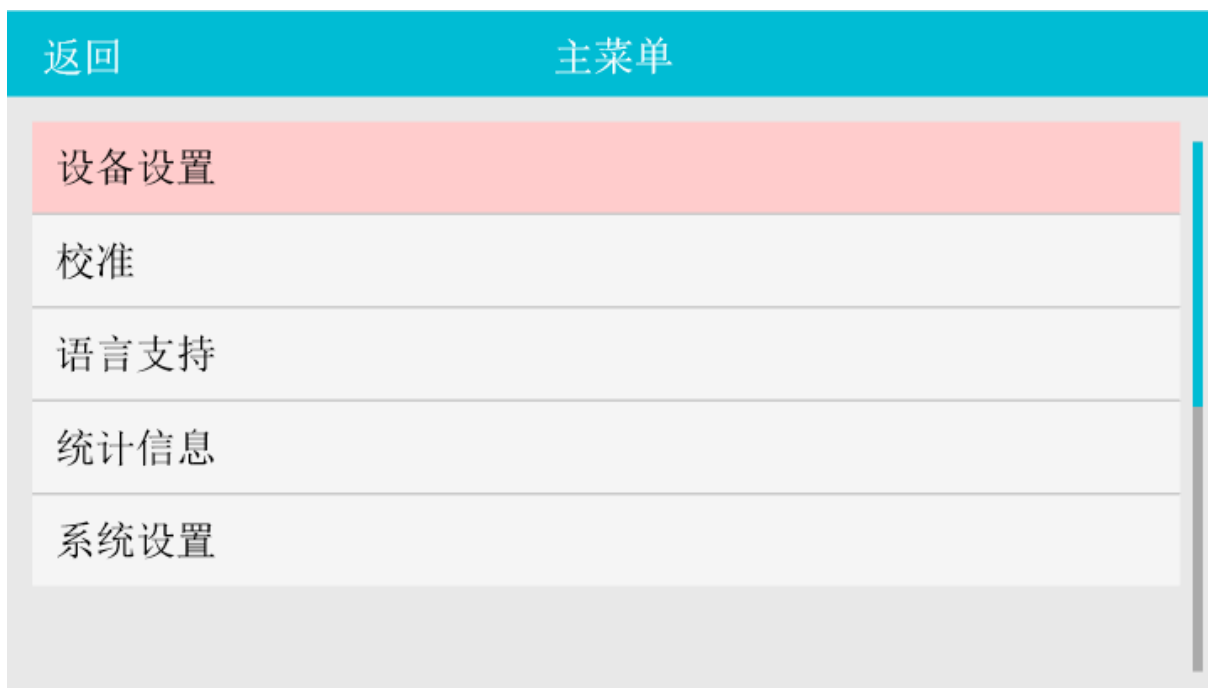 返回 主菜单
设备设置
校准
语言支持
统计信息
系统设置